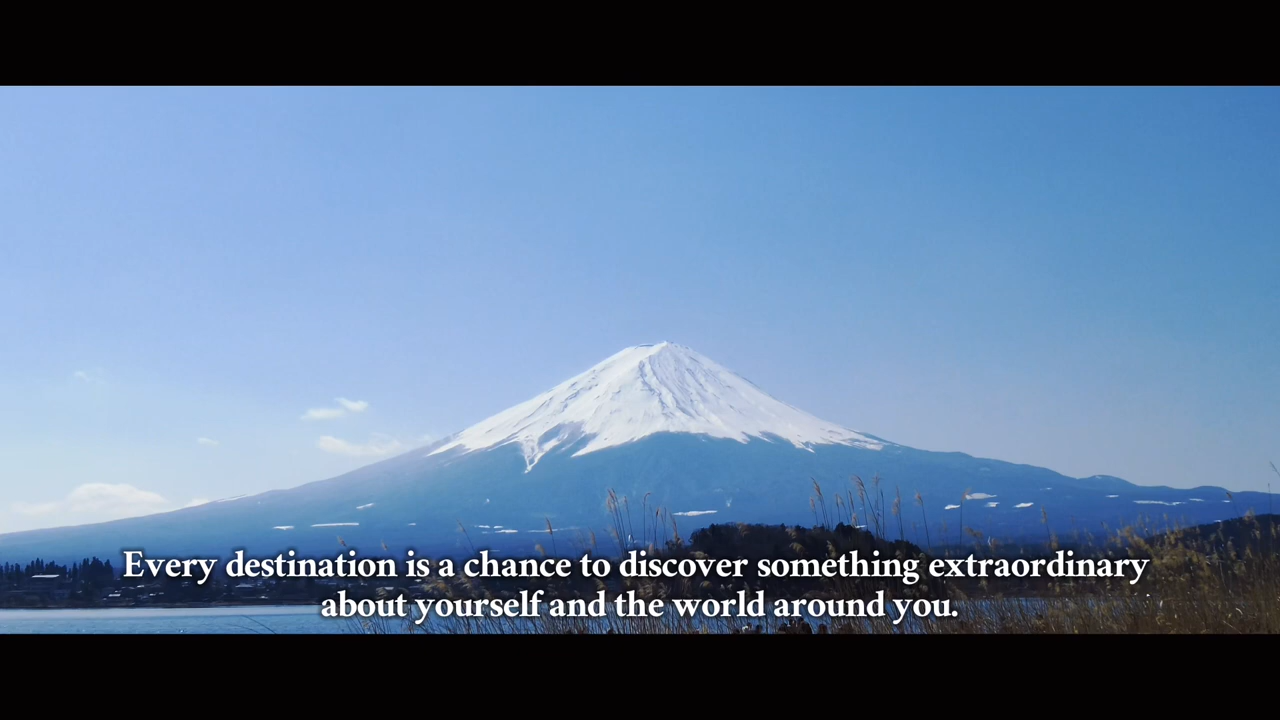 Every destination is a chance to discover something extraordinary
about yourself and the world around you.